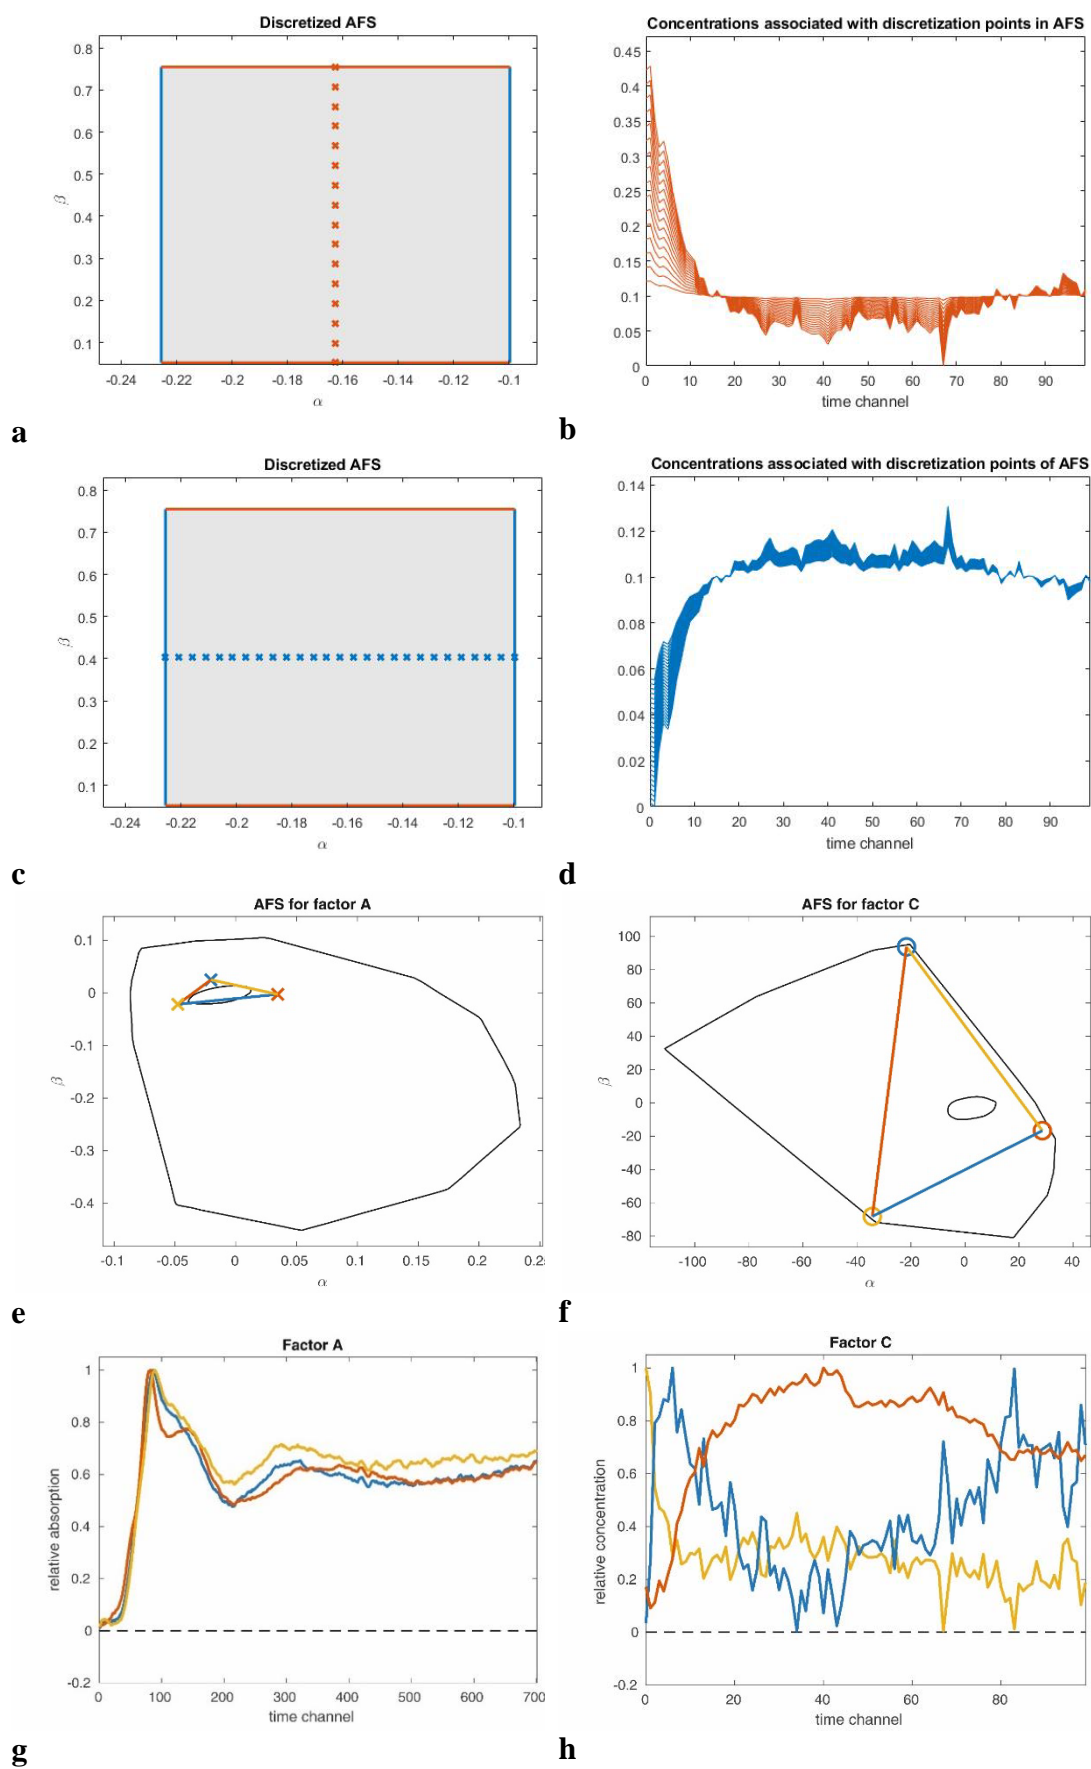 Discretized AFS
β
0.8
0.7
0.6
0.5
0.4
0.3
0.2
0.1
-0.24 -0.22 -0.2 -0.18 -0.16 -0.14 -0.12 -0.1
α
a
Concentrations associated with discretization points in AFS
0.45
0.4
0.35
0.3
0.25
0.2
0.15
0.1
0.05
0
0 10 20 30 40 50 60 70 80 90
time channel
b
Discretized AFS
β
0.8
0.7
0.6
0.5
0.4
0.3
0.2
0.1
-0.24 -0.22 -0.2 -0.18 -0.16 -0.14 -0.12 -0.1
α
c
Concentrations associated with discretization points of AFS
0.14
0.12
0.1
0.08
0.06
0.04
0.02
0
0 10 20 30 40 50 60 70 80 90
time channel
d
AFS for factor A
β
0.1
0
-0.1
-0.2
-0.3
-0.4
-0.1 -0.05 0 0.05 0.1 0.15 0.2
α
e
AFS for factor C
β
100
80
60
40
20
0
-20
-40
-60
-80
-100 -80 -60 -40 -20 0 20 40
α
f
Factor A
relative absorption
1
0.8
0.6
0.4
0.2
0
-0.2
0 100 200 300 400 500 600 700
time channel
g
Factor C
relative concentration
1
0.8
0.6
0.4
0.2
0
-0.2
0 20 40 60 80
time channel
h